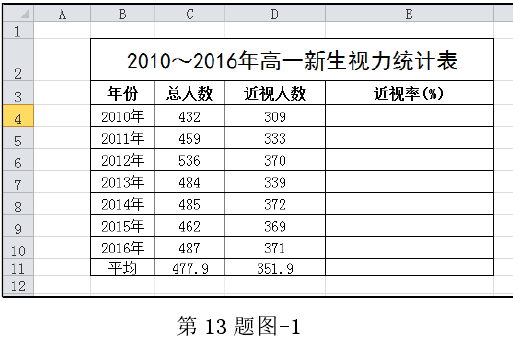 A B C D E
1
2 2010～2016年高一新生视力统计表
3 年份 总人数 近视人数 近视率(%)
4 2010年 432 309
5 2011年 459 333
6 2012年 536 370
7 2013年 484 339
8 2014年 485 372
9 2015年 462 369
10 2016年 487 371
11 平均 477.9 351.9
12
第 13 题图-1